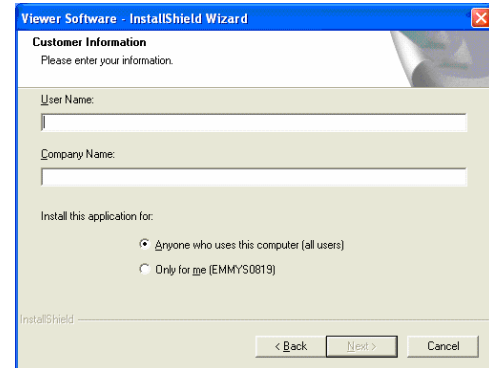 Viewer Software - InstallShield Wizard
Customer Information
Please enter your information.
User Name:
Company Name:
Install this application for:
Anyone who uses this computer (all users)
Only for me (EMMYS0819)
InstallShield
< Back
Next >
Cancel